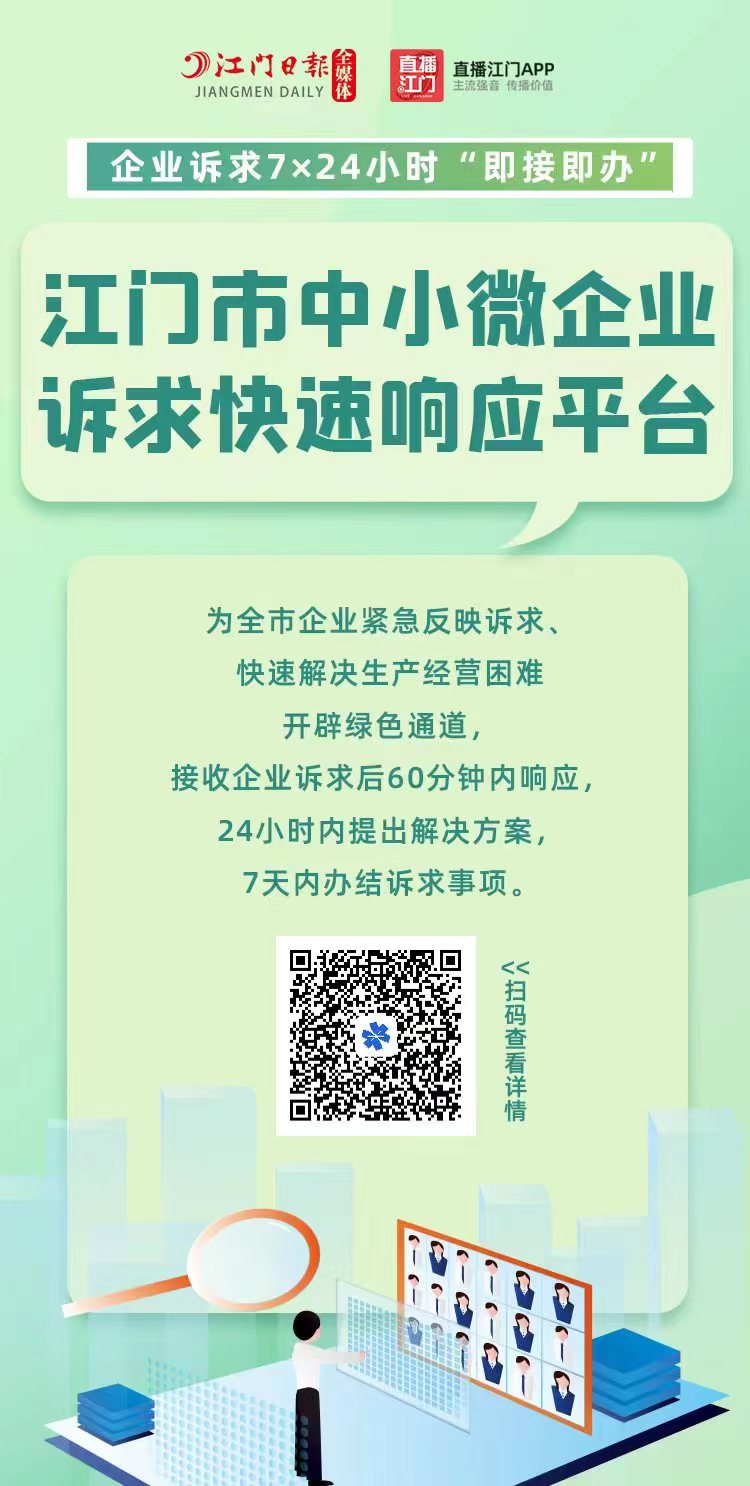 江门日報 全媒体
JIANGMEN DAILY
直播江门
直播江门APP
主流强音 传播价值
企业诉求7×24小时“即接即办”
江门市中小微企业
诉求快速响应平台
为全市企业紧急反映诉求、
快速解决生产经营困难
开辟绿色通道，
接收企业诉求后60分钟内响应，
24小时内提出解决方案，
7天内办结诉求事项。
<<扫码查看详情